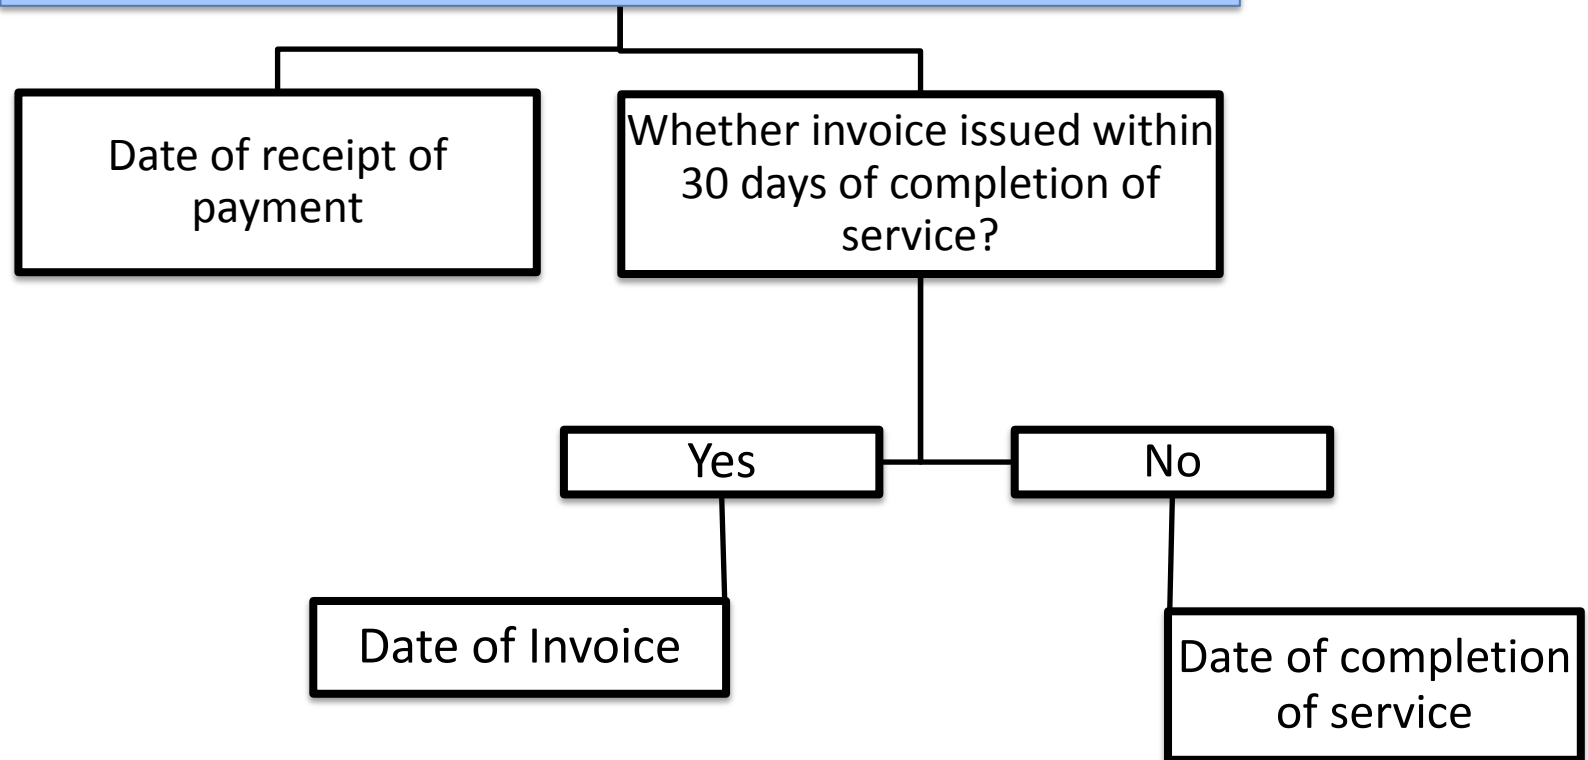 Date of receipt of
payment
Whether invoice issued within
30 days of completion of
service?
Yes
No
Date of Invoice
Date of completion
of service